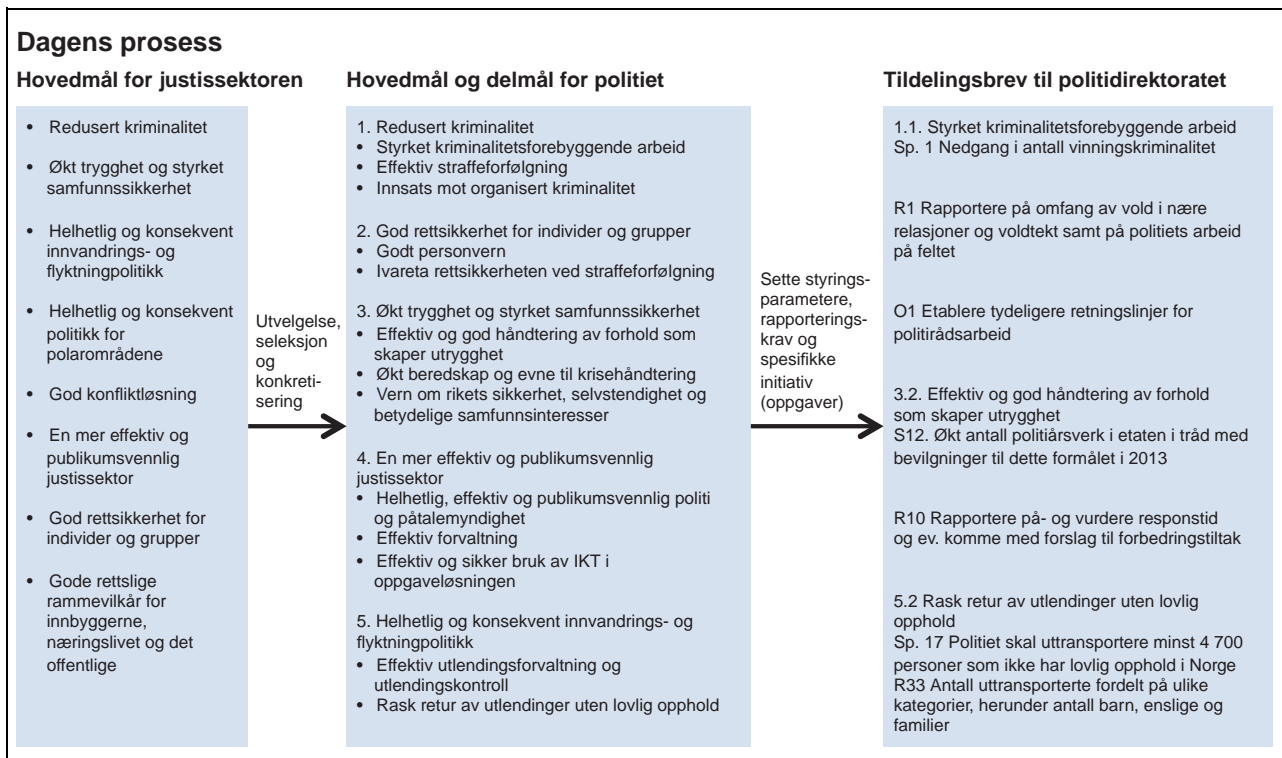 Dagens prosess
Hovedmål for justissektoren
• Redusert kriminalitet
• Økt trygghet og styrket
samfunnssikkerhet
• Helhetlig og konsekvent
innvandrings- og
flyktningpolitikk
• Helhetlig og konsekvent
politikk for
polarområdene
• God konfliktløsning
• En mer effektiv og
publikumsvennlig
justissektor
• God rettsikkerhet for
individer og grupper
• Gode rettslige
rammevilkår for
innbyggerne,
næringslivet og det
offentlige
Utvelgelse,
seleksjon
og
konkreti-
sering
Hovedmål og delmål for politiet
1. Redusert kriminalitet
• Styrket kriminalitetsforebyggende arbeid
• Effektiv straffeforfølgning
• Innsats mot organisert kriminalitet
2. God rettsikkerhet for individer og grupper
• Godt personvern
• Ivareta rettsikkerheten ved straffeforfølgning
3. Økt trygghet og styrket samfunnssikkerhet
• Effektiv og god håndtering av forhold som
skaper utrygghet
• Økt beredskap og evne til krisehåndtering
• Vern om rikets sikkerhet, selvstendighet og
betydelige samfunnsinteresser
4. En mer effektiv og publikumsvennlig
justissektor
• Helhetlig, effektiv og publikumsvennlig politi
og påtalemyndighet
• Effektiv forvaltning
• Effektiv og sikker bruk av IKT i
oppgaveløsningen
5. Helhetlig og konsekvent innvandrings- og
flyktningpolitikk
• Effektiv utlendingsforvaltning og
utlendingskontroll
• Rask retur av utlendinger uten lovlig opphold
Sette styrings-
parametere,
rapporterings-
krav og
spesifikke
initiativ
(oppgaver)
Tildelingsbrev til politidirektoratet
1.1. Styrket kriminalitetsforebyggende arbeid
Sp. 1 Nedgang i antall vinningskriminalitet
R1 Rapportere på omfang av vold i nære
relasjoner og voldtekt samt på politiets arbeid
på feltet
O1 Etablere tydeligere retningslinjer for
politirådsarbeid
3.2. Effektiv og god håndtering av forhold
som skaper utrygghet
S12. Økt antall politiårsverk i etaten i tråd med
bevilgninger til dette formålet i 2013
R10 Rapportere på- og vurdere responstid
og ev. komme med forslag til forbedringstiltak
5.2 Rask retur av utlendinger uten lovlig
opphold
Sp. 17 Politiet skal uttransportere minst 4 700
personer som ikke har lovlig opphold i Norge
R33 Antall uttransporterte fordelt på ulike
kategorier, herunder antall barn, enslige og
familier